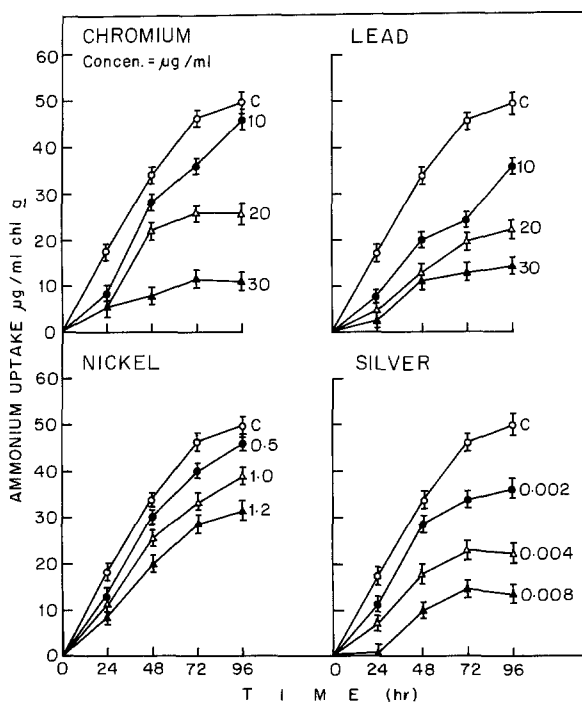 CHROMIUM
Concen. = µg/ml
LEAD
60
50
40
30
20
10
0
C
10
20
30
C
10
20
30
AMMONIUM UPTAKE µg/ml chl a
NICKEL
SILVER
60
50
40
30
20
10
0
C
0·5
1.0
1.2
C
0·002
0·004
0·008
0 24 48 72 96
0 24 48 72 96
TIME (hr)